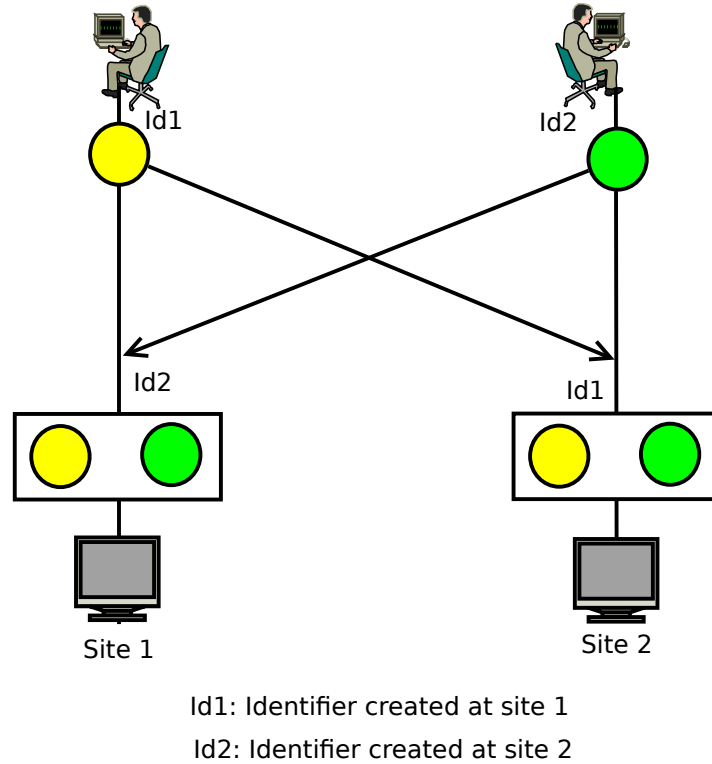 Id1
Id2
Id2
Id1
Site 1
Site 2
Id1: Identifier created at site 1
Id2: Identifier created at site 2